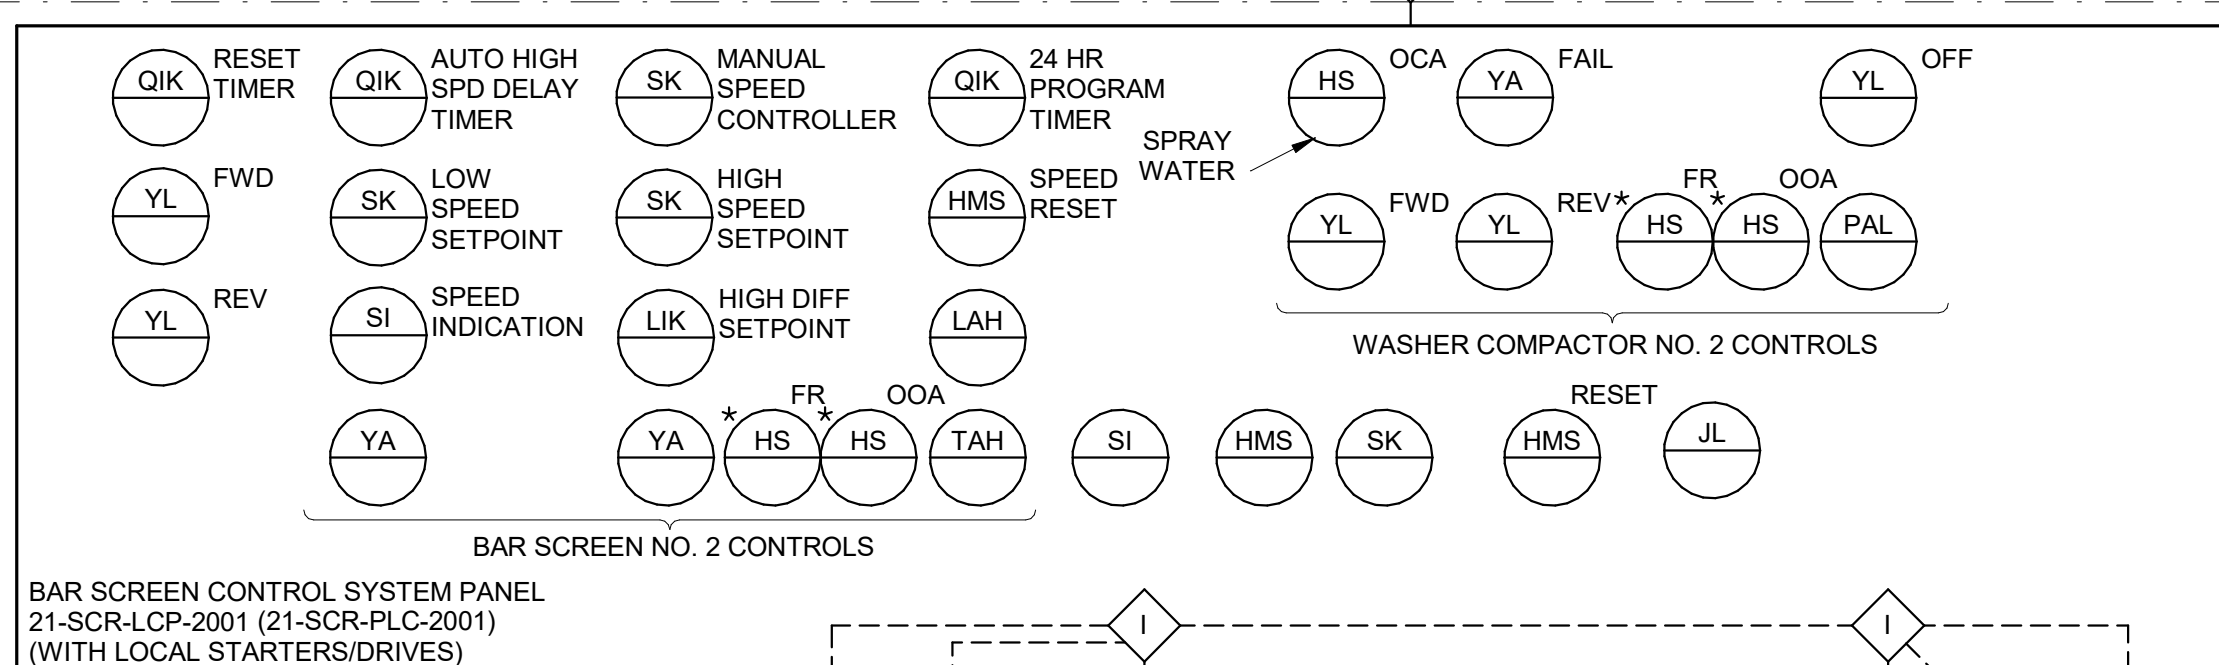 QIK
RESET
TIMER
QIK
AUTO HIGH
SPD DELAY
TIMER
SK
MANUAL
SPEED
CONTROLLER
QIK
24 HR
PROGRAM
TIMER
HS
OCA
YA
FAIL
YL
OFF
SPRAY
WATER
YL
FWD
SK
LOW
SPEED
SETPOINT
SK
HIGH
SPEED
SETPOINT
HMS
SPEED
RESET
YL
FWD
YL
REV
* HS
FR
* HS
OOA
PAL
WASHER COMPACTOR NO. 2 CONTROLS
YL
REV
SI
SPEED
INDICATION
LIK
HIGH DIFF
SETPOINT
LAH
YA
YA
* HS
FR
* HS
OOA
TAH
SI
HMS
SK
HMS
RESET
JL
BAR SCREEN NO. 2 CONTROLS
BAR SCREEN CONTROL SYSTEM PANEL
21-SCR-LCP-2001 (21-SCR-PLC-2001)
(WITH LOCAL STARTERS/DRIVES)
I
I